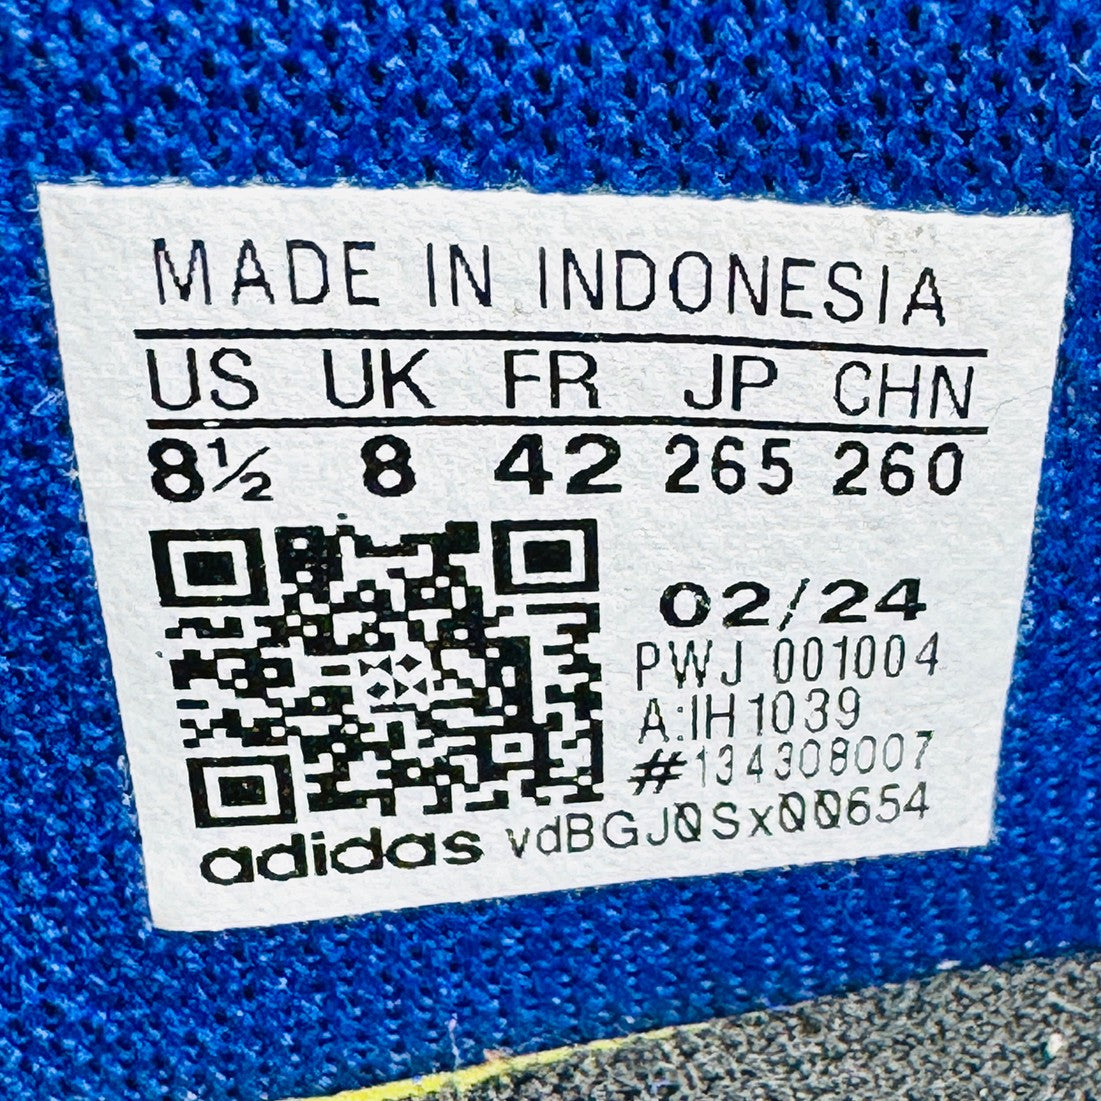 MADE IN INDONESIA
US UK FR JP CHN
8½ 8 42 265 260
02/24
PWJ 001004
A:IH1039
#134308007
adidas vdBGJ0Sx00654